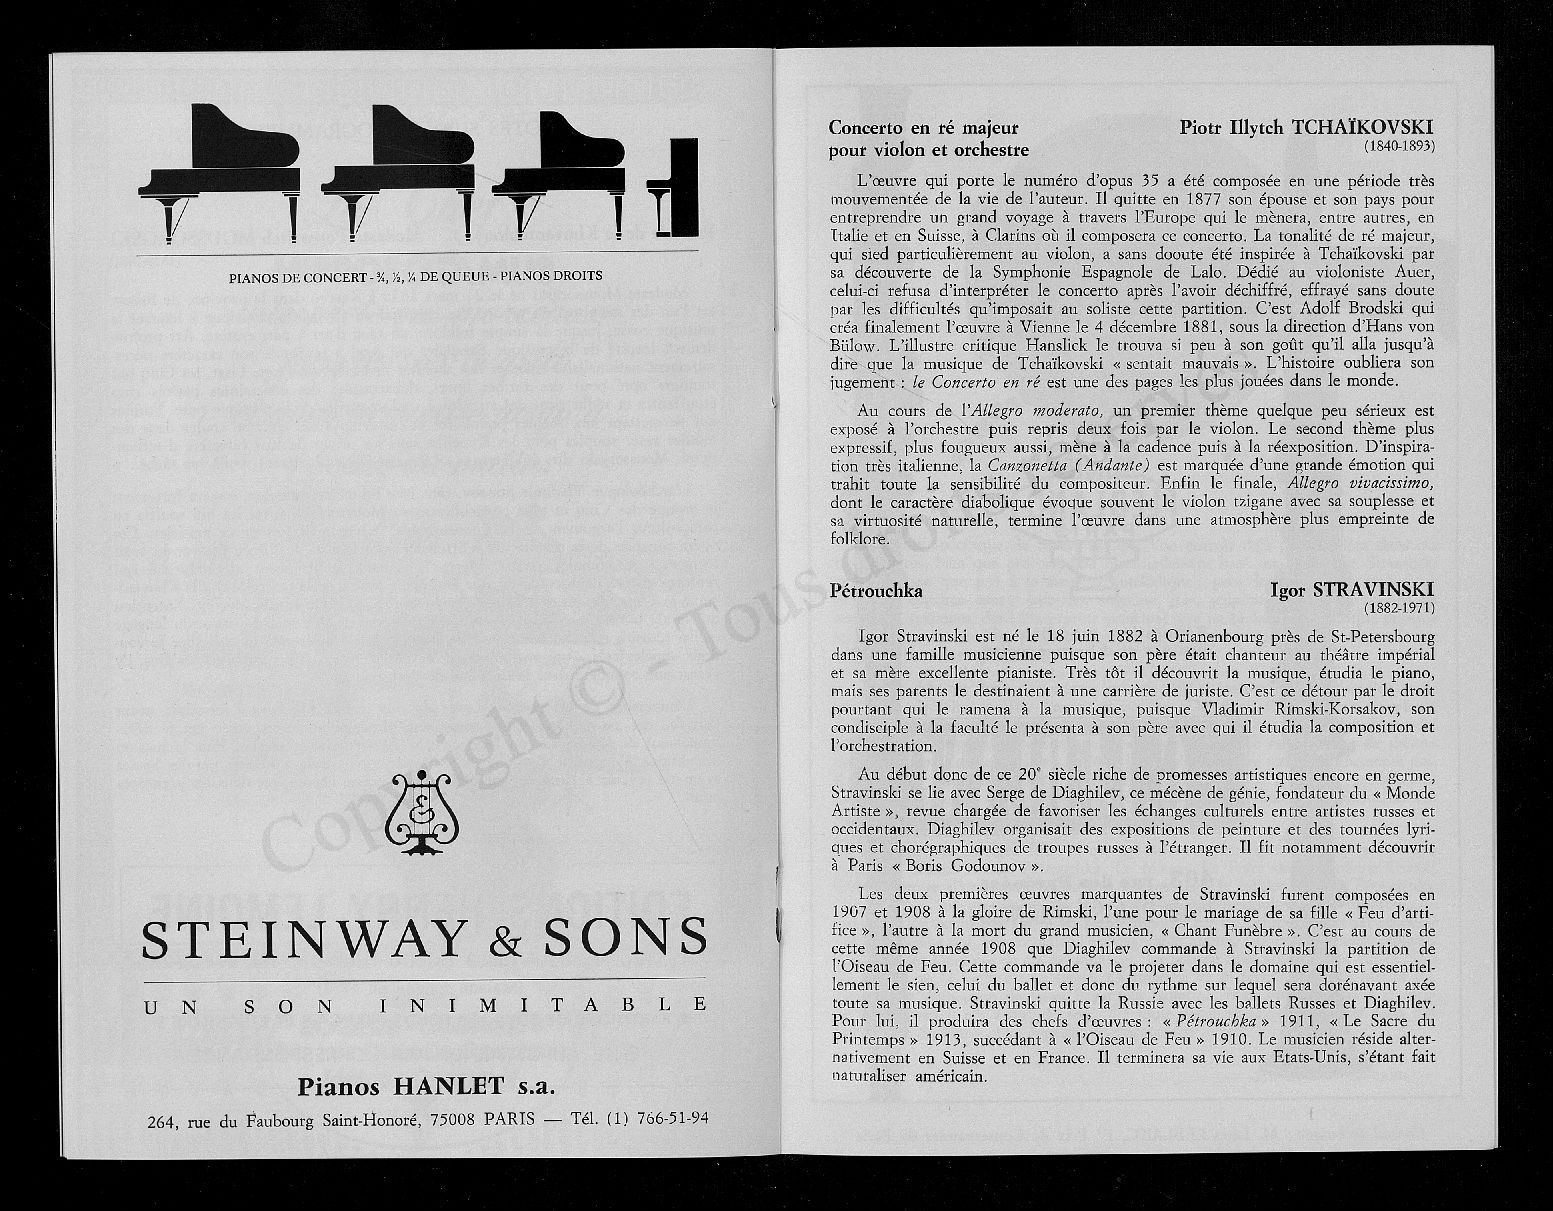 PIANOS DE CONCERT - ¾, ½, ¼ DE QUEUE - PIANOS DROITS
&
STEINWAY & SONS
UN SON INIMITABLE
Pianos HANLET s.a.
264, rue du Faubourg Saint-Honoré, 75008 PARIS — Tél. (1) 766-51-94
Concerto en ré majeur Piotr Illytch TCHAÏKOVSKI
pour violon et orchestre (1840-1893)
L'œuvre qui porte le numéro d'opus 35 a été composée en une période très
mouvementée de la vie de l'auteur. Il quitte en 1877 son épouse et son pays pour
entreprendre un grand voyage à travers l'Europe qui le mènera, entre autres, en
Italie et en Suisse, à Clarins où il composera ce concerto. La tonalité de ré majeur,
qui sied particulièrement au violon, a sans dooute été inspirée à Tchaïkovski par
sa découverte de la Symphonie Espagnole de Lalo. Dédié au violoniste Auer,
celui-ci refusa d'interpréter le concerto après l'avoir déchiffré, effrayé sans doute
par les difficultés qu'imposait au soliste cette partition. C'est Adolf Brodski qui
créa finalement l'œuvre à Vienne le 4 décembre 1881, sous la direction d'Hans von
Bülow. L'illustre critique Hanslick le trouva si peu à son goût qu'il alla jusqu'à
dire que la musique de Tchaïkovski « sentait mauvais ». L'histoire oubliera son
jugement : le Concerto en ré est une des pages les plus jouées dans le monde.
Au cours de l'Allegro moderato, un premier thème quelque peu sérieux est
exposé à l'orchestre puis repris deux fois par le violon. Le second thème plus
expressif, plus fougueux aussi, mène à la cadence puis à la réexposition. D'inspira-
tion très italienne, la Canzonetta (Andante) est marquée d'une grande émotion qui
trahit toute la sensibilité du compositeur. Enfin le finale, Allegro vivacissimo,
dont le caractère diabolique évoque souvent le violon tzigane avec sa souplesse et
sa virtuosité naturelle, termine l'œuvre dans une atmosphère plus empreinte de
folklore.
Pétrouchka Igor STRAVINSKI
(1882-1971)
Igor Stravinski est né le 18 juin 1882 à Orianenbourg près de St-Petersbourg
dans une famille musicienne puisque son père était chanteur au théâtre impérial
et sa mère excellente pianiste. Très tôt il découvrit la musique, étudia le piano,
mais ses parents le destinaient à une carrière de juriste. C'est ce détour par le droit
pourtant qui le ramena à la musique, puisque Vladimir Rimski-Korsakov, son
condisciple à la faculté le présenta à son père avec qui il étudia la composition et
l'orchestration.
Au début donc de ce 20e siècle riche de promesses artistiques encore en germe,
Stravinski se lie avec Serge de Diaghilev, ce mécène de génie, fondateur du « Monde
Artiste », revue chargée de favoriser les échanges culturels entre artistes russes et
occidentaux. Diaghilev organisait des expositions de peinture et des tournées lyri-
ques et chorégraphiques de troupes russes à l'étranger. Il fit notamment découvrir
à Paris « Boris Godounov ».
Les deux premières œuvres marquantes de Stravinski furent composées en
1907 et 1908 à la gloire de Rimski, l'une pour le mariage de sa fille « Feu d'arti-
fice », l'autre à la mort du grand musicien, « Chant Funèbre ». C'est au cours de
cette même année 1908 que Diaghilev commande à Stravinski la partition de
l'Oiseau de Feu. Cette commande va le projeter dans le domaine qui est essentiel-
lement le sien, celui du ballet et donc du rythme sur lequel sera dorénavant axée
toute sa musique. Stravinski quitte la Russie avec les ballets Russes et Diaghilev.
Pour lui, il produira des chefs d'œuvres : « Pétrouchka » 1911, « Le Sacre du
Printemps » 1913, succédant à « l'Oiseau de Feu » 1910. Le musicien réside alter-
nativement en Suisse et en France. Il terminera sa vie aux Etats-Unis, s'étant fait
naturaliser américain.
Copyright © - Tous droits réservés